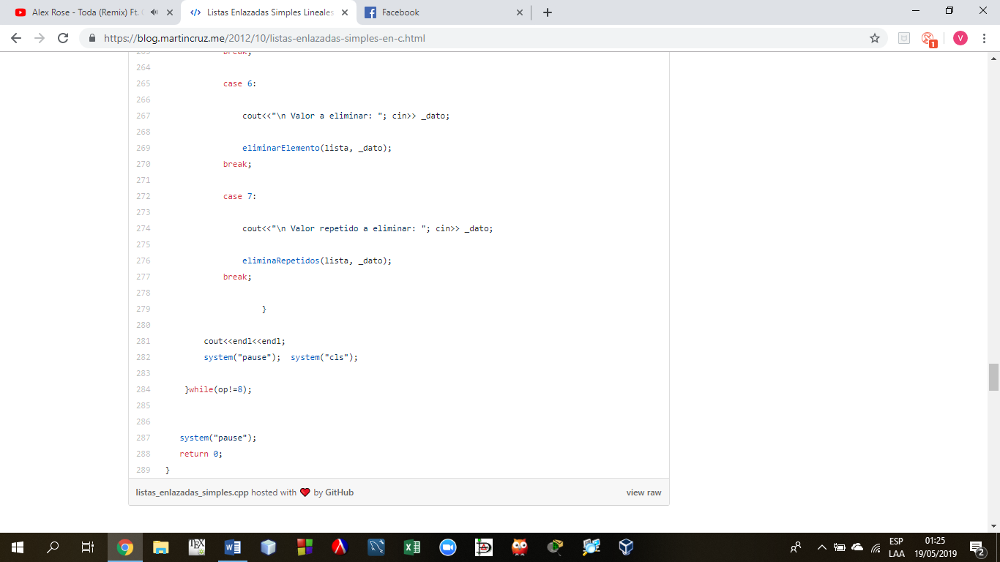 Alex Rose - Toda (Remix) Ft.
Listas Enlazadas Simples Lineales
Facebook
https://blog.martincruz.me/2012/10/listas-enlazadas-simples-en-c.html
1
V
263 break;
264
265 case 6:
266
267 cout<<"\n Valor a eliminar: "; cin>> _dato;
268
269 eliminarElemento(lista, _dato);
270 break;
271
272 case 7:
273
274 cout<<"\n Valor repetido a eliminar: "; cin>> _dato;
275
276 eliminaRepetidos(lista, _dato);
277 break;
278
279 }
280
281 cout<<endl<<endl;
282 system("pause"); system("cls");
283
284 }while(op!=8);
285
286
287 system("pause");
288 return 0;
289 }
listas_enlazadas_simples.cpp hosted with ❤ by GitHub
view raw
ESP
LAA
01:25
19/05/2019
2